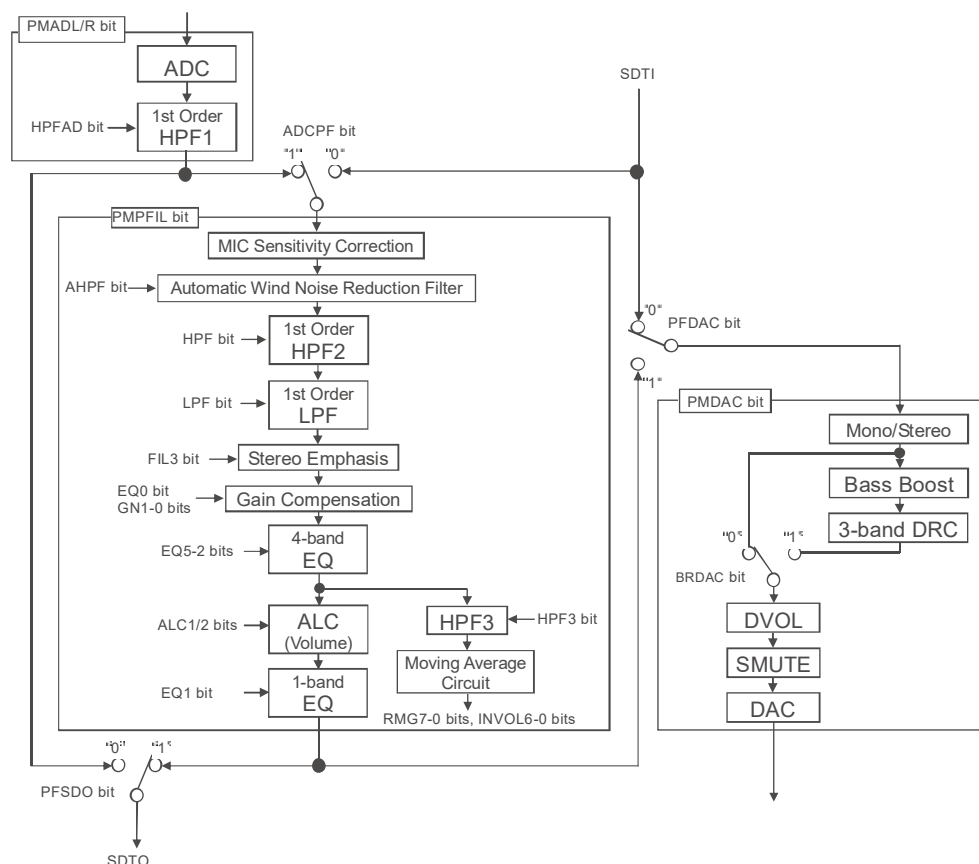 PMADL/R bit
ADC
HPFAD bit
1st Order
HPF1
SDTI
ADCPF bit
"1" "0"
PMPFIL bit
MIC Sensitivity Correction
AHPF bit
Automatic Wind Noise Reduction Filter
HPF bit
1st Order
HPF2
"0"
PFDAC bit
"1"
LPF bit
1st Order
LPF
PMDAC bit
Mono/Stereo
FIL3 bit
Stereo Emphasis
EQ0 bit
GN1-0 bits
Gain Compensation
Bass Boost
EQ5-2 bits
4-band
EQ
3-band DRC
"0" "1"
BRDAC bit
ALC1/2 bits
ALC
(Volume)
HPF3
HPF3 bit
DVOL
EQ1 bit
1-band
EQ
Moving Average
Circuit
SMUTE
RMG7-0 bits, INVOL6-0 bits
DAC
"0" "1"
PFSDO bit
SDTO